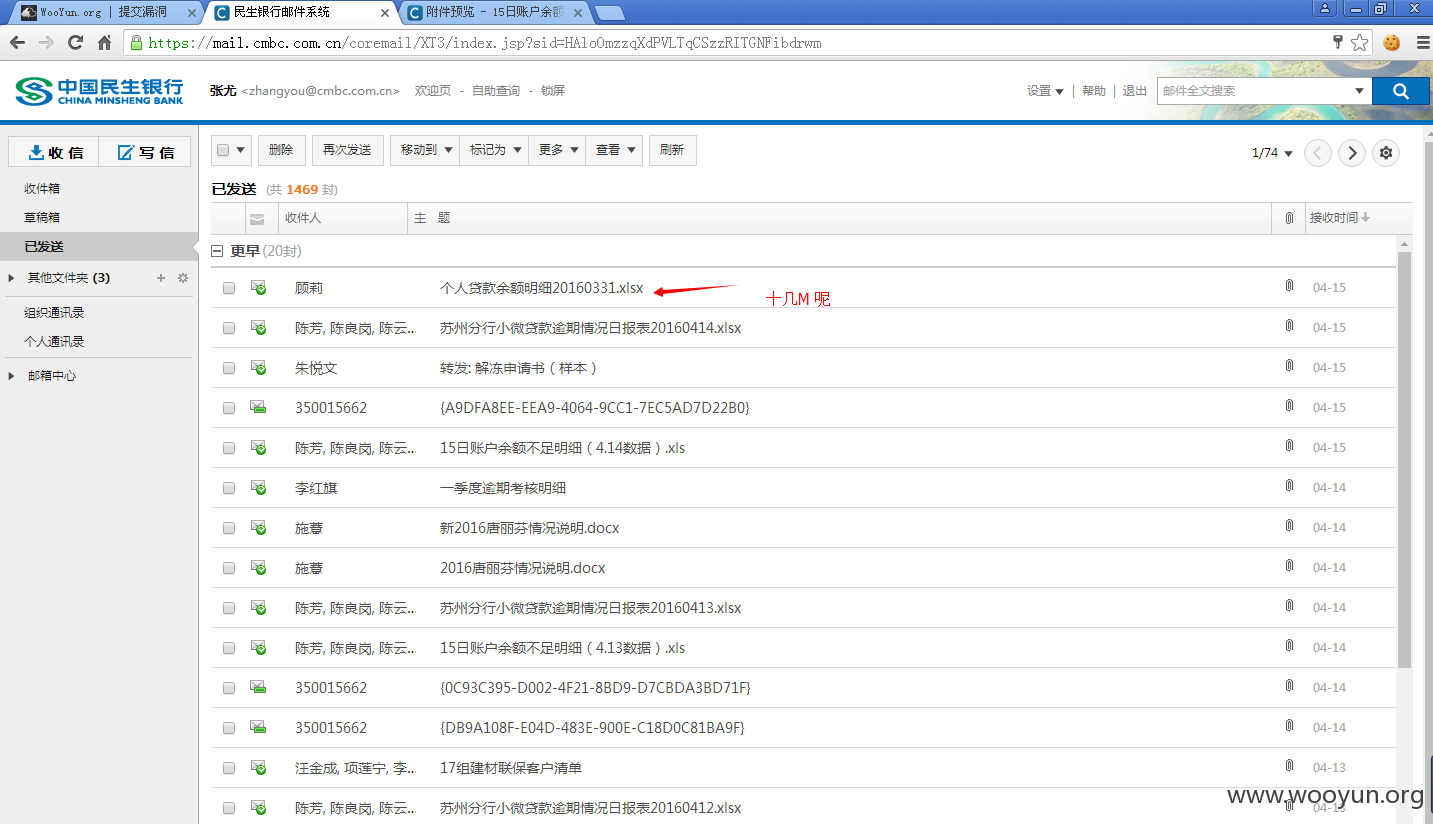 WooYun.org | 提交漏洞
民生银行邮件系统
附件预览 - 15日账户余额
https://mail.cmbc.com.cn/coremail/XT3/index.jsp?sid=HAloOmzzqXdPVLTqCSzzRITGNFibdrwm
中国民生银行
CHINA MINSHENG BANK
张尤 <zhangyou@cmbc.com.cn> 欢迎页 - 自助查询 - 锁屏
设置 | 帮助 | 退出 邮件全文搜索
收 信 写 信
收件箱
草稿箱
已发送
其他文件夹 (3)
组织通讯录
个人通讯录
邮箱中心
删除 再次发送 移动到 标记为 更多 查看 刷新 1/74
已发送 (共 1469 封)
收件人 主 题 接收时间
更早 (20封)
顾莉 个人贷款余额明细20160331.xlsx 04-15
十几M 呢
陈芳, 陈良岗, 陈云... 苏州分行小微贷款逾期情况日报表20160414.xlsx 04-15
朱悦文 转发: 解冻申请书（样本） 04-15
350015662 {A9DFA8EE-EEA9-4064-9CC1-7EC5AD7D22B0} 04-15
陈芳, 陈良岗, 陈云... 15日账户余额不足明细（4.14数据）.xls 04-15
李红旗 一季度逾期考核明细 04-14
施薏 新2016唐丽芬情况说明.docx 04-14
施薏 2016唐丽芬情况说明.docx 04-14
陈芳, 陈良岗, 陈云... 苏州分行小微贷款逾期情况日报表20160413.xlsx 04-14
陈芳, 陈良岗, 陈云... 15日账户余额不足明细（4.13数据）.xls 04-14
350015662 {0C93C395-D002-4F21-8BD9-D7CBDA3BD71F} 04-14
350015662 {DB9A108F-E04D-483E-900E-C18D0C81BA9F} 04-14
汪金成, 项莲宁, 李... 17组建材联保客户清单 04-13
陈芳, 陈良岗, 陈云... 苏州分行小微贷款逾期情况日报表20160412.xlsx 04-13
www.wooyun.org